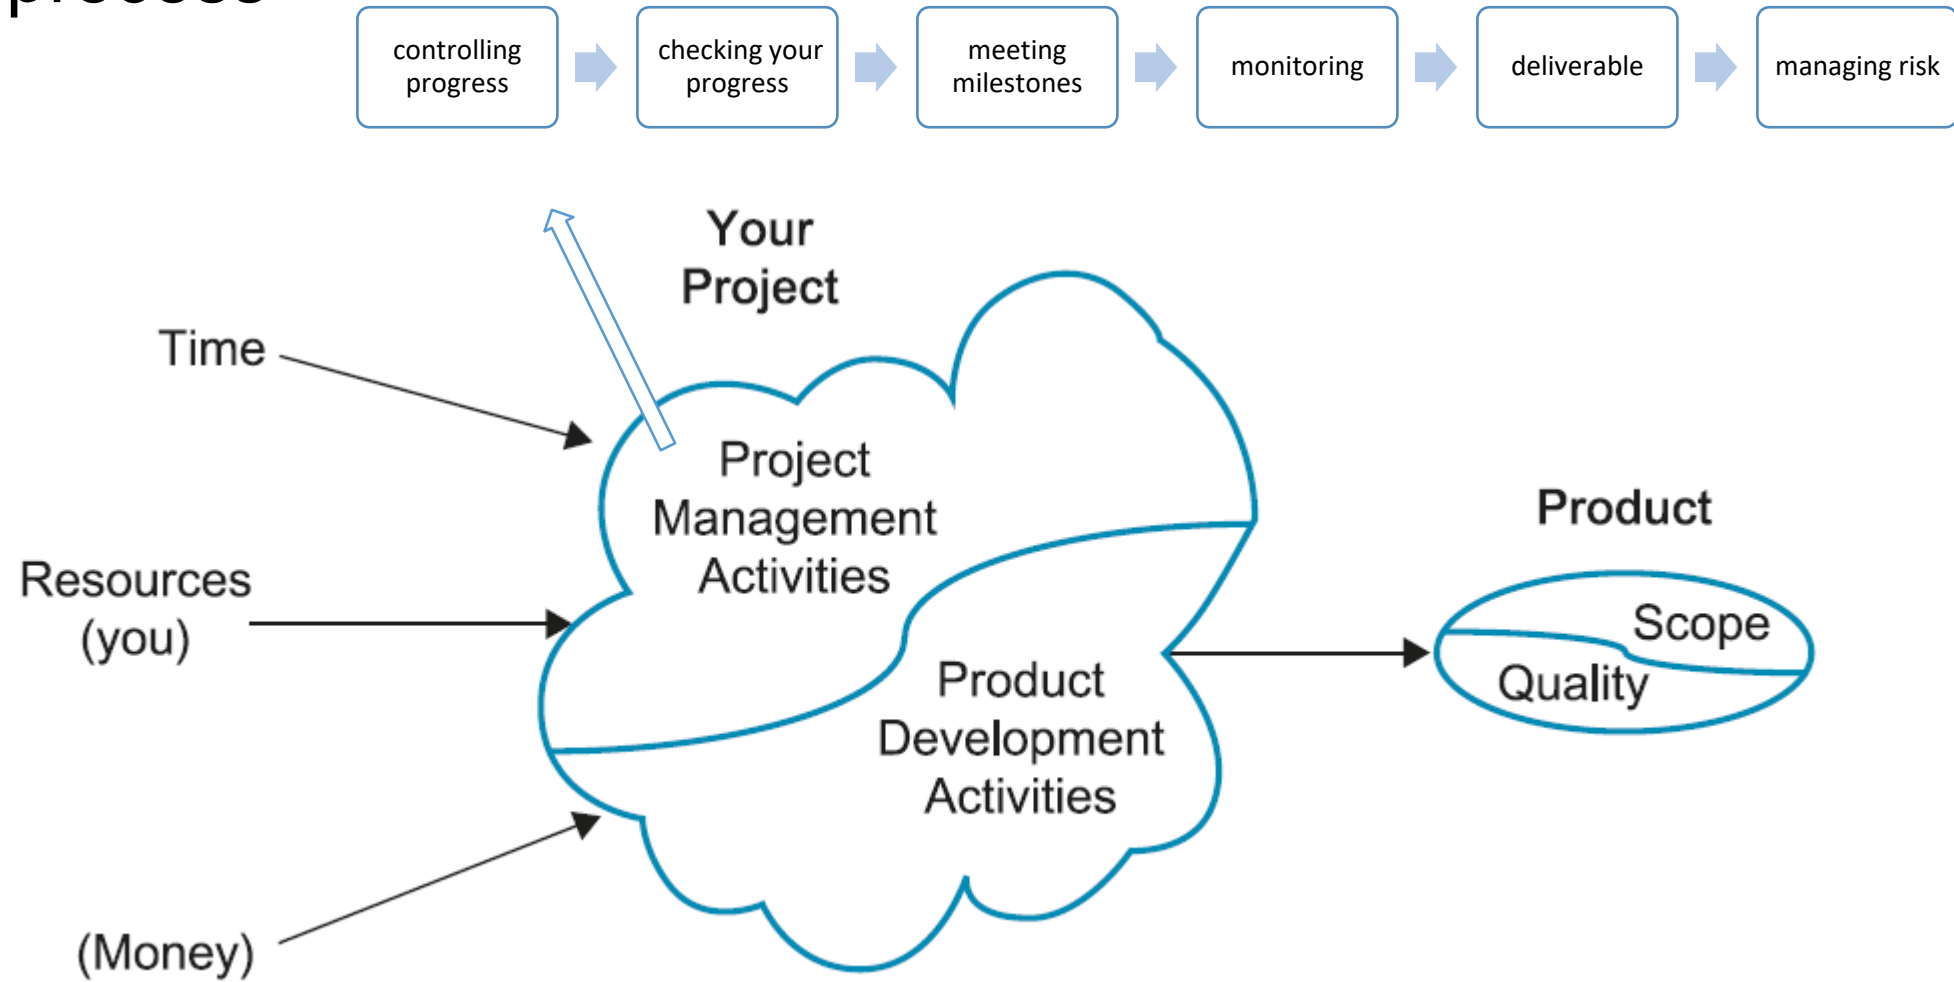 process
controlling
progress
checking your
progress
meeting
milestones
monitoring
deliverable
managing risk
Your
Project
Time
Project
Management
Activities
Product
Resources
(you)
Scope
Quality
Product
Development
Activities
(Money)